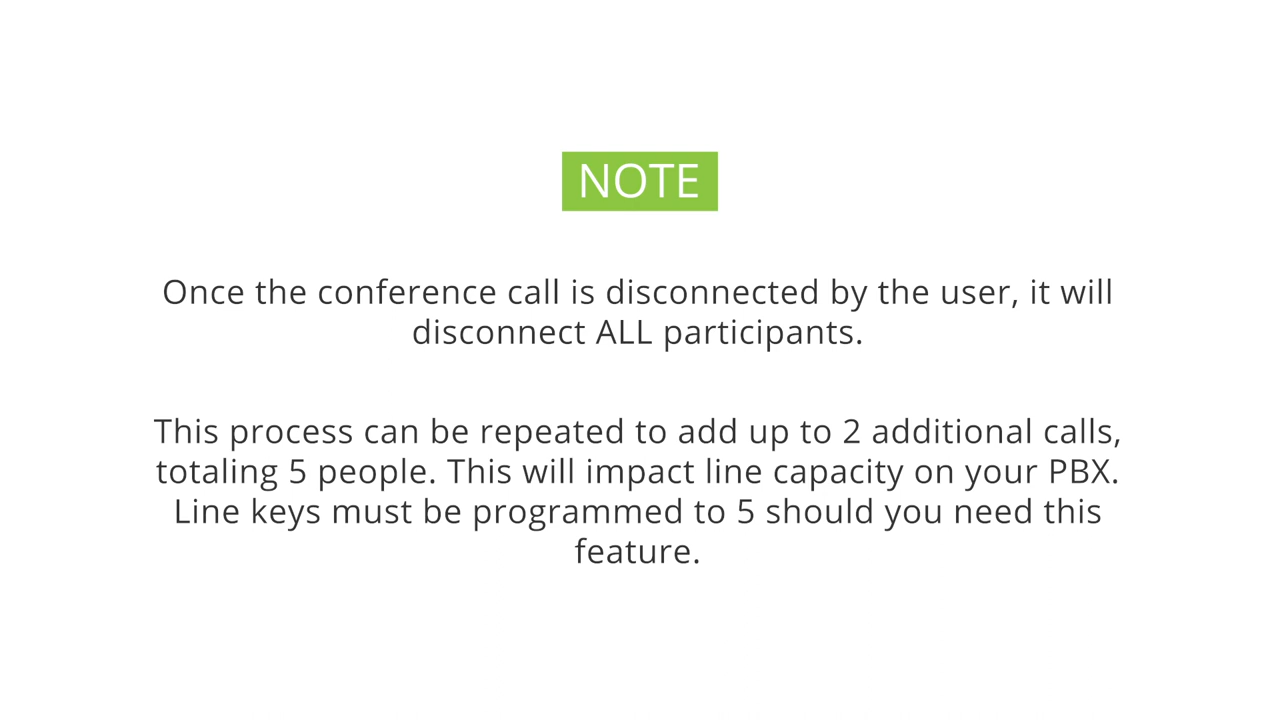 NOTE
Once the conference call is disconnected by the user, it will
disconnect ALL participants.
This process can be repeated to add up to 2 additional calls,
totaling 5 people. This will impact line capacity on your PBX.
Line keys must be programmed to 5 should you need this
feature.